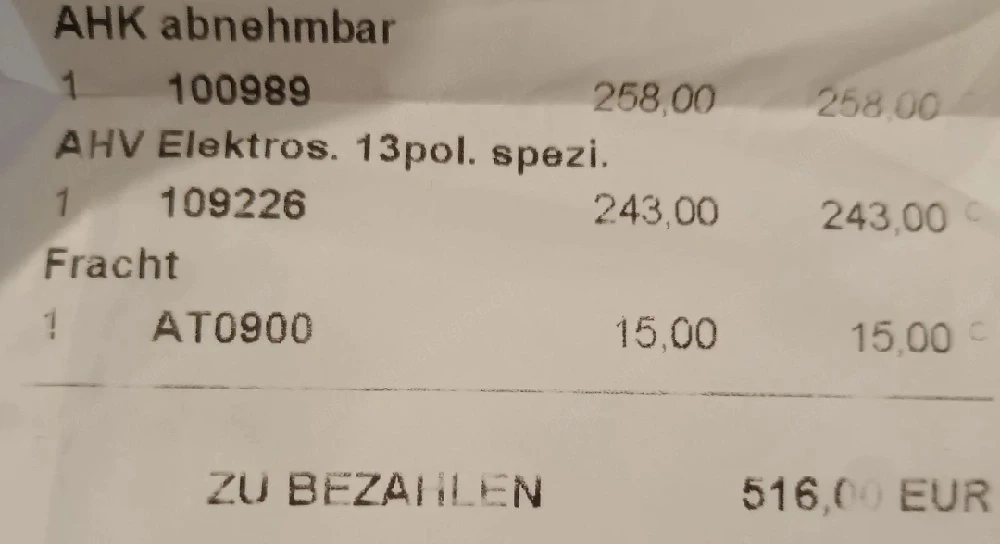 AHK abnehmbar
1 100989 258,00 258,00
AHV Elektros. 13pol. spezi.
1 109226 243,00 243,00 C
Fracht
1 AT0900 15,00 15,00 C
ZU BEZAHLEN 516,00 EUR